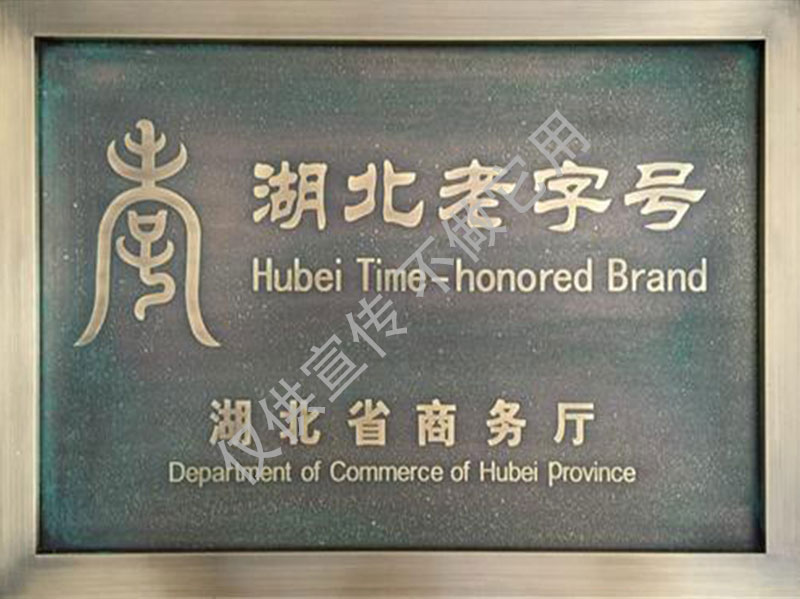 湖北老字号
Hubei Time-honored Brand
湖北省商务厅
Department of Commerce of Hubei province
仅供宣传 不做它用